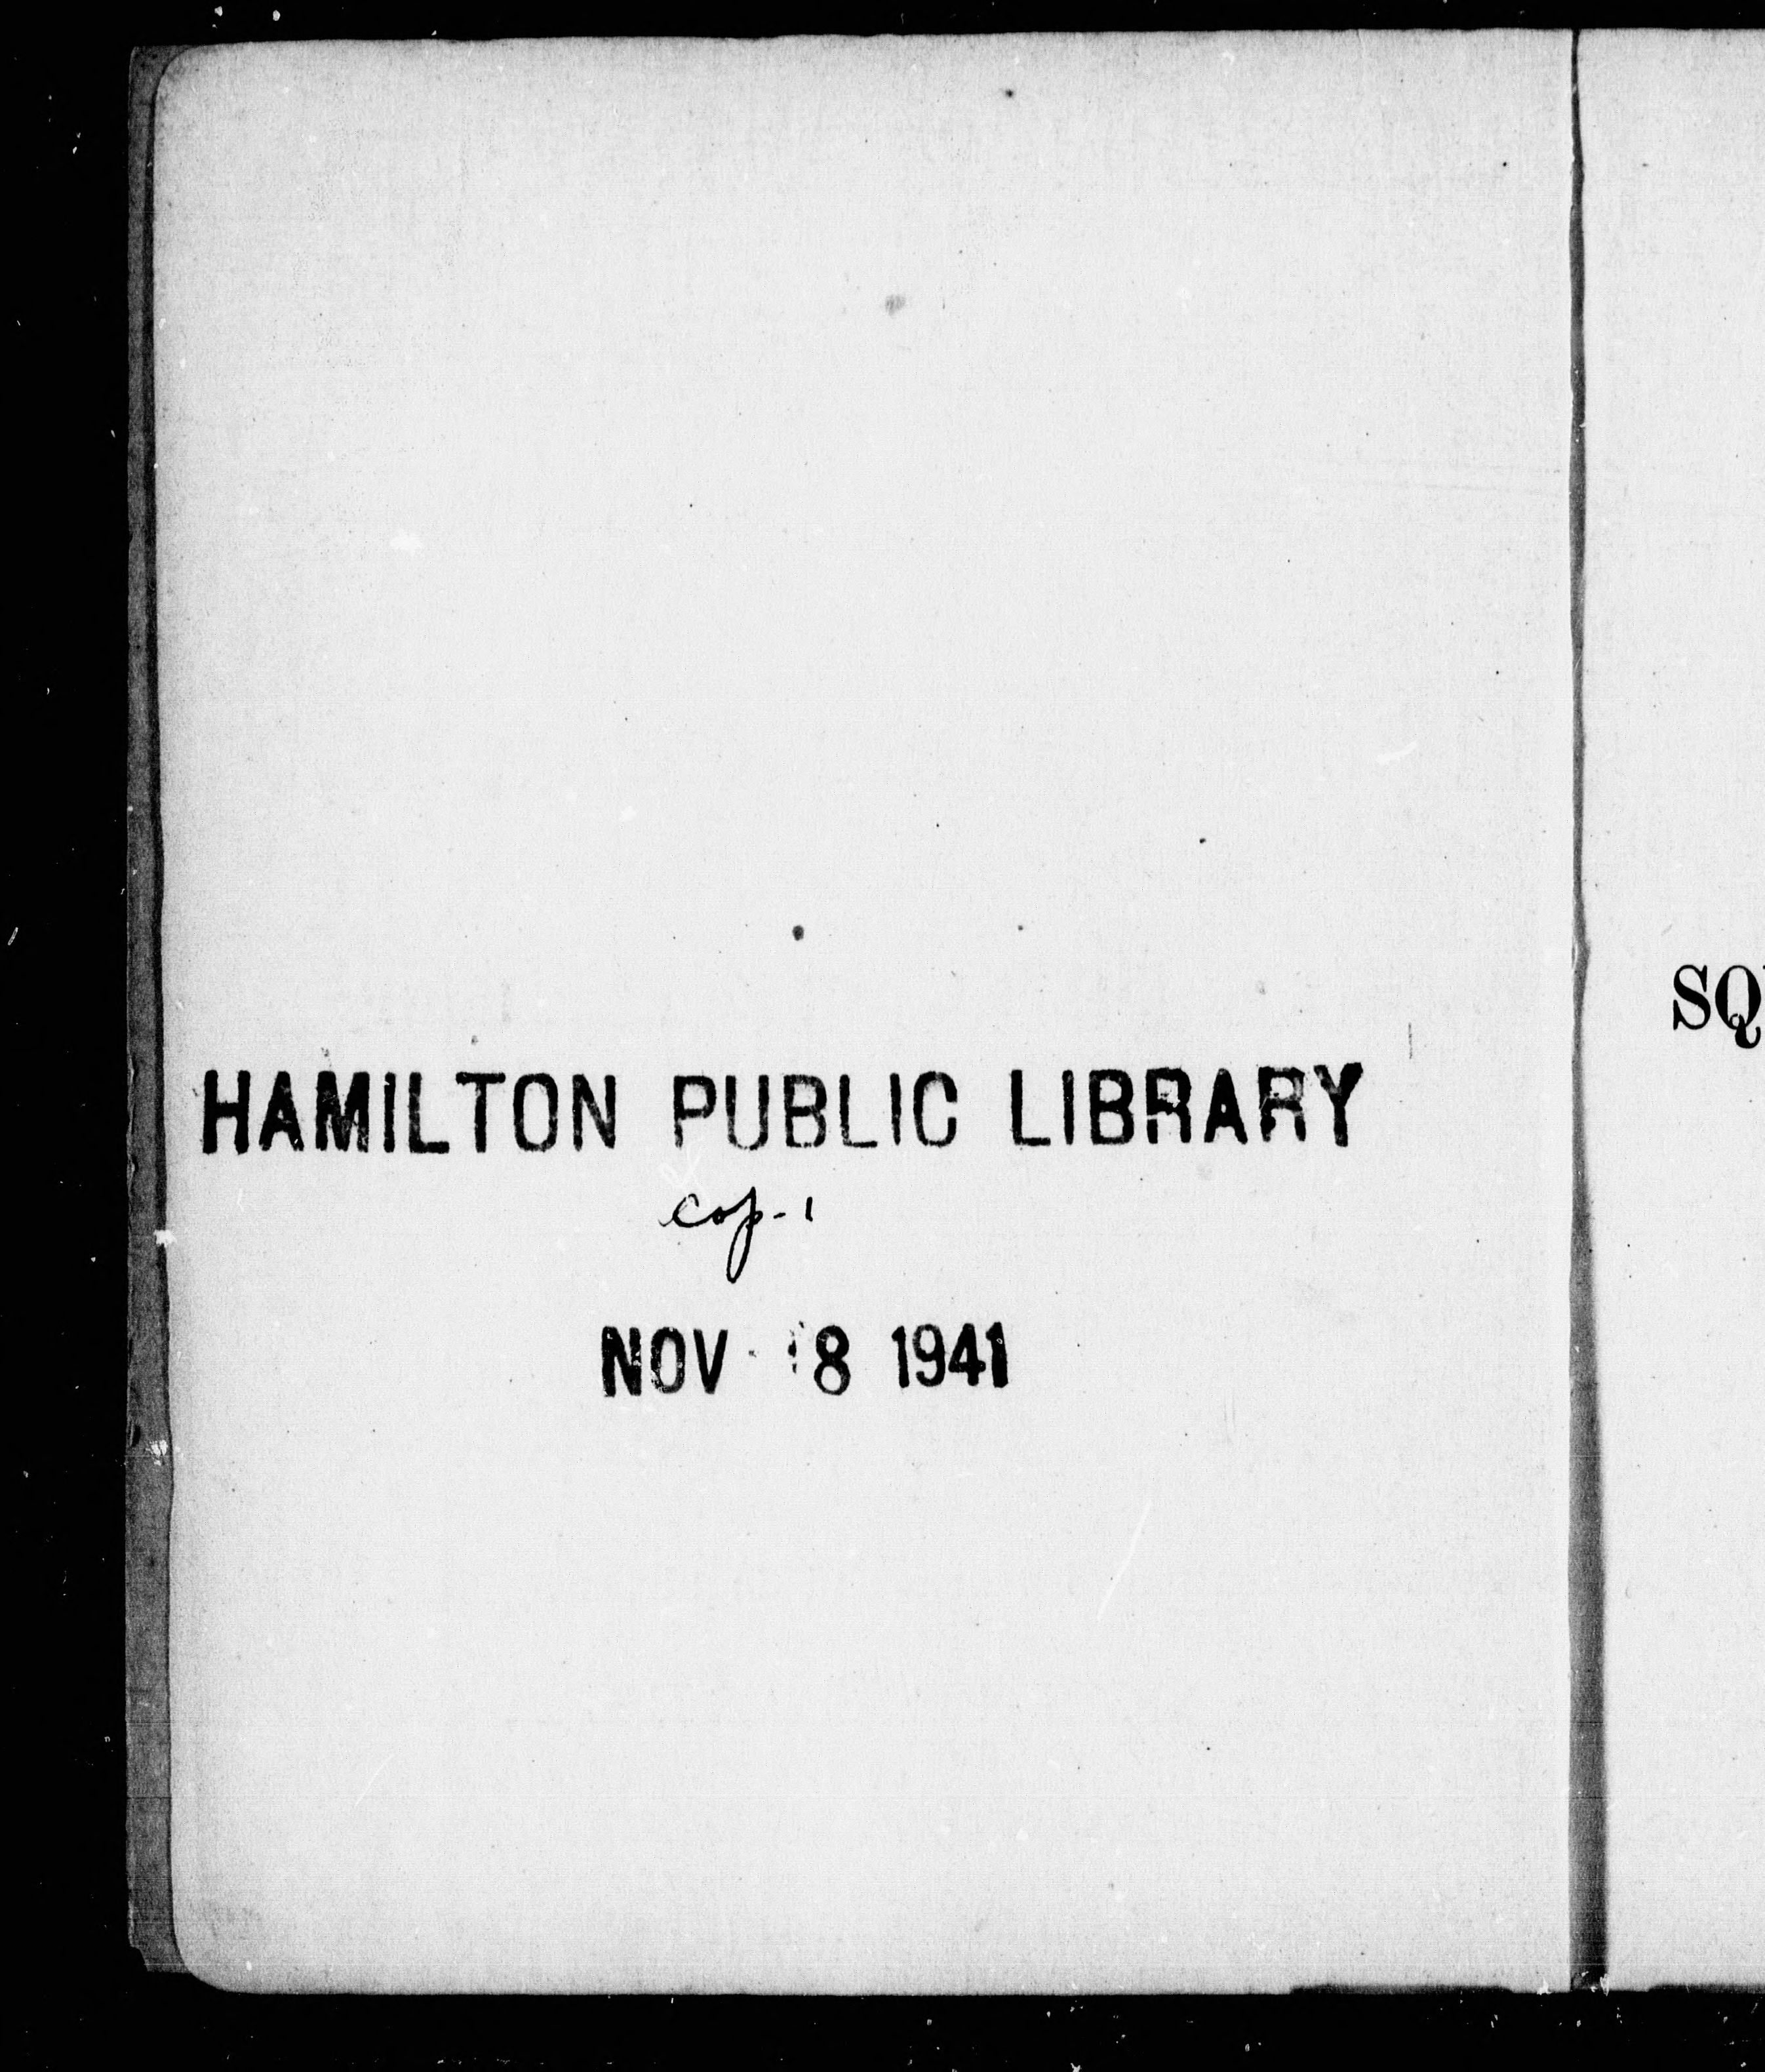 HAMILTON PUBLIC LIBRARY
cop. 1
NOV 8 1941
SQ